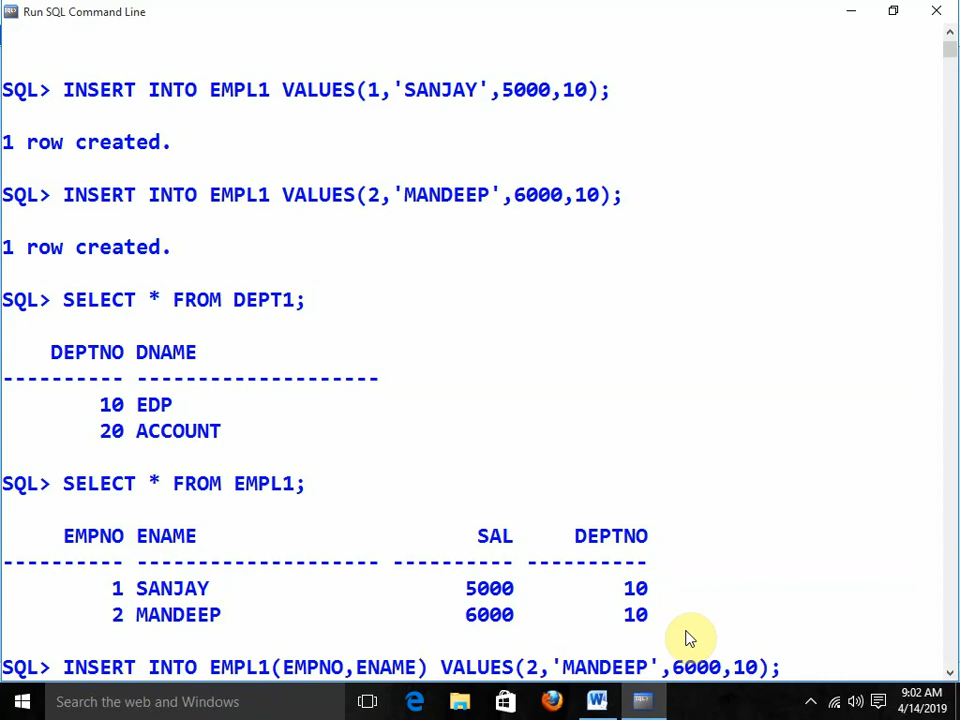 Run SQL Command Line
SQL> INSERT INTO EMPL1 VALUES(1,'SANJAY',5000,10);
1 row created.
SQL> INSERT INTO EMPL1 VALUES(2,'MANDEEP',6000,10);
1 row created.
SQL> SELECT * FROM DEPT1;
DEPTNO DNAME
---------- --------------------
10 EDP
20 ACCOUNT
SQL> SELECT * FROM EMPL1;
EMPNO ENAME SAL DEPTNO
---------- -------------------- ---------- ----------
1 SANJAY 5000 10
2 MANDEEP 6000 10
SQL> INSERT INTO EMPL1(EMPNO,ENAME) VALUES(2,'MANDEEP',6000,10);
Search the web and Windows
9:02 AM
4/14/2019